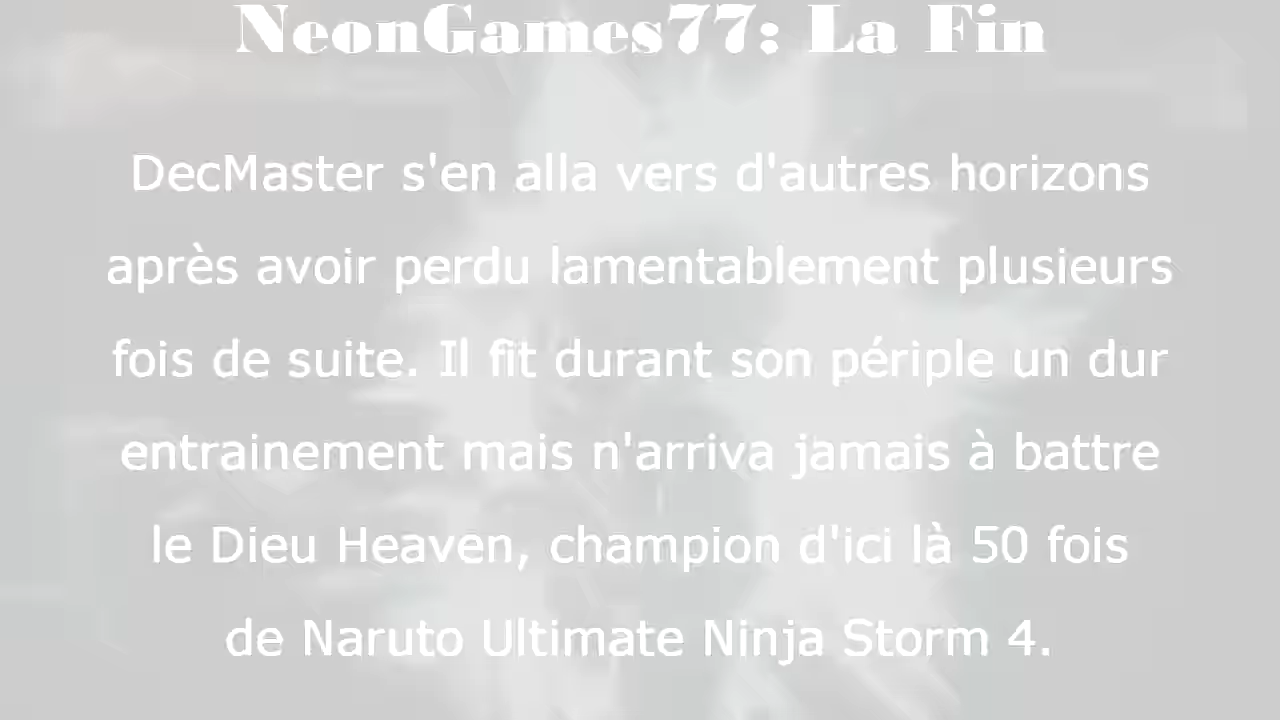 NeonGames77: La Fin
DecMaster s'en alla vers d'autres horizons
après avoir perdu lamentablement plusieurs
fois de suite. Il fit durant son périple un dur
entrainement mais n'arriva jamais à battre
le Dieu Heaven, champion d'ici là 50 fois
de Naruto Ultimate Ninja Storm 4.